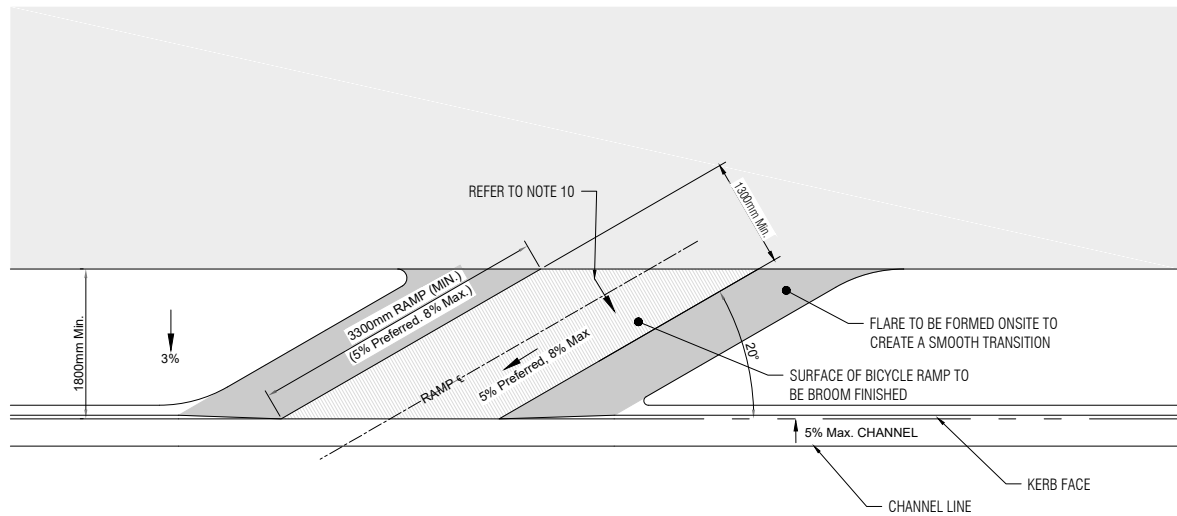 REFER TO NOTE 10
1300mm Min.
3300mm RAMP (MIN.)
(5% Preferred. 8% Max.)
1800mm Min.
3%
RAMP ℄
5% Preferred, 8% Max
20°
FLARE TO BE FORMED ONSITE TO
CREATE A SMOOTH TRANSITION
SURFACE OF BICYCLE RAMP TO
BE BROOM FINISHED
5% Max. CHANNEL
KERB FACE
CHANNEL LINE